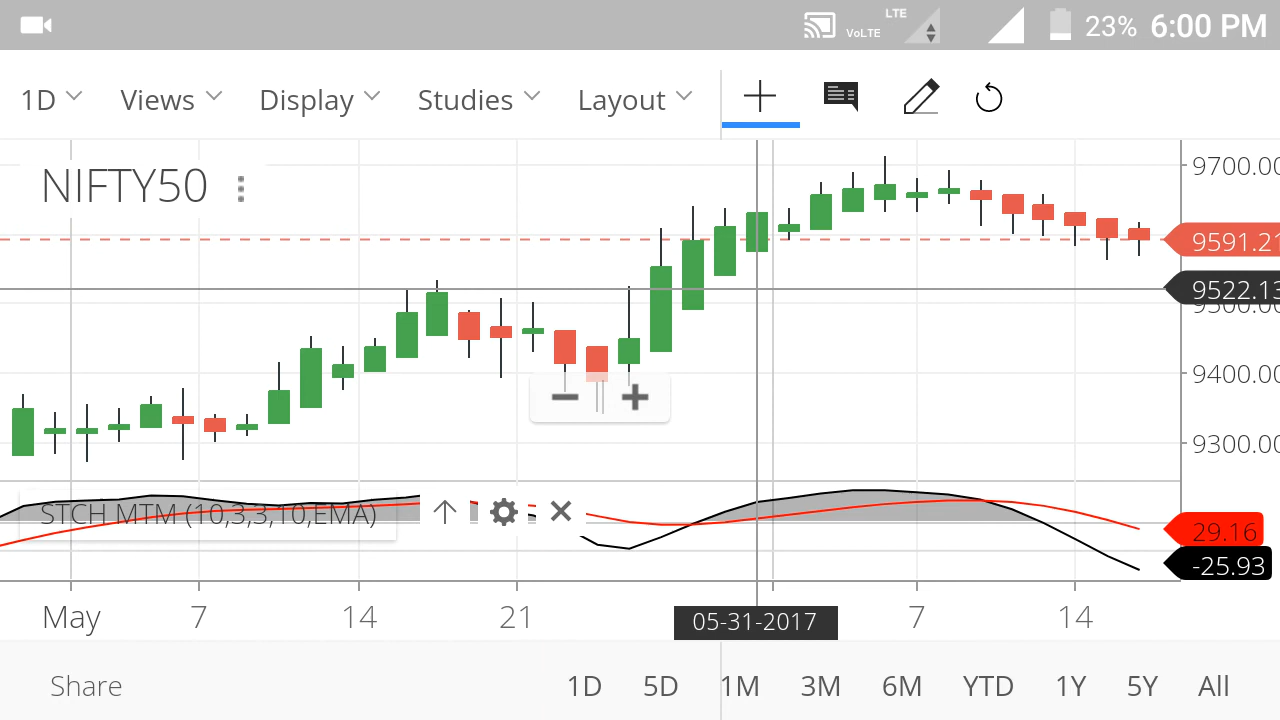 VoLTE LTE 23% 6:00 PM
1D Views Display Studies Layout
NIFTY50
9700.00
9591.21
9522.13
9500.00
9400.00
9300.00
STCH MTM (10,3,3,10,EMA)
29.16
-25.93
May 7 14 21 05-31-2017 7 14
Share 1D 5D 1M 3M 6M YTD 1Y 5Y All